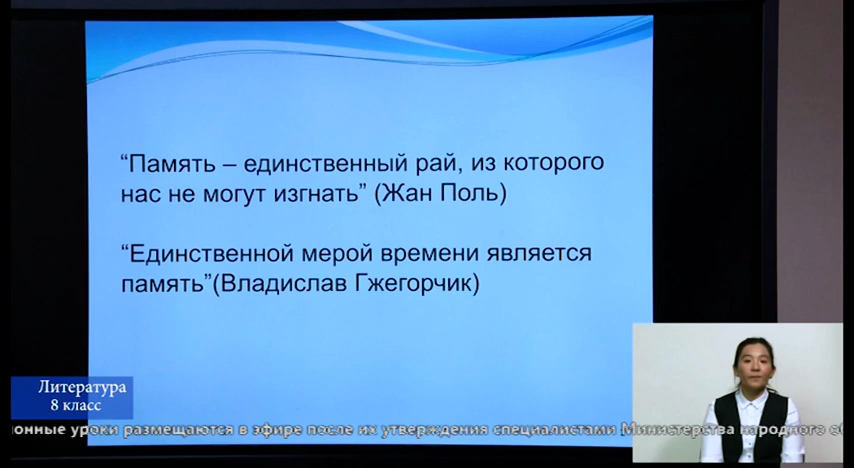 “Память – единственный рай, из которого
нас не могут изгнать” (Жан Поль)
“Единственной мерой времени является
память”(Владислав Гжегорчик)
Литература
8 класс
уроки размещаются в эфире после их утверждения специалистами Министерства народного